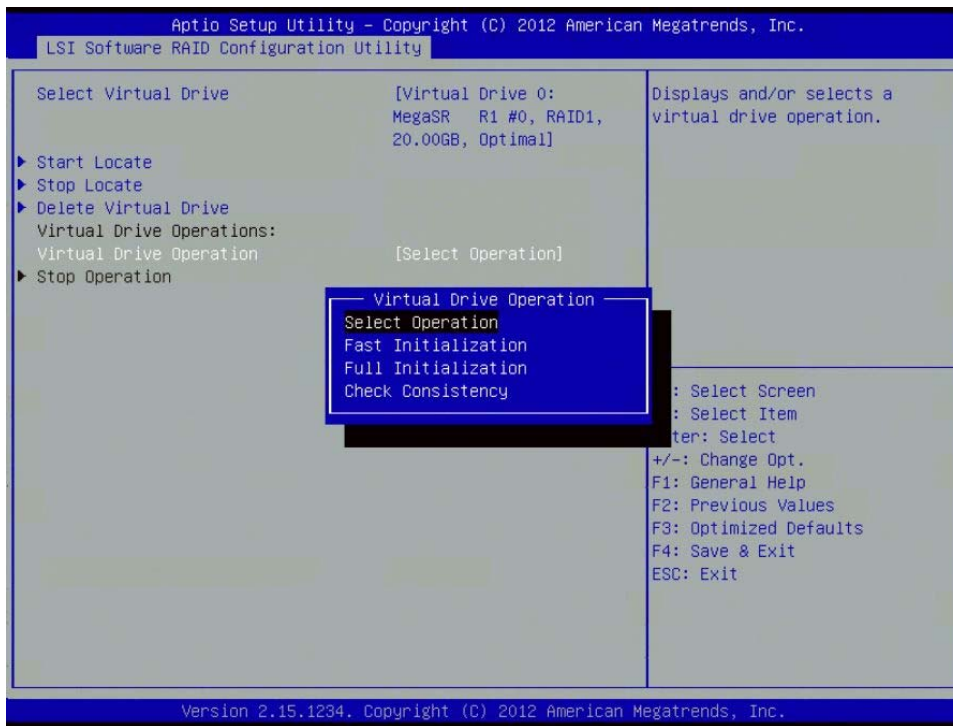 Aptio Setup Utility – Copyright (C) 2012 American Megatrends, Inc.
LSI Software RAID Configuration Utility
Select Virtual Drive [Virtual Drive 0:
MegaSR R1 #0, RAID1,
20.00GB, Optimal]
Start Locate
Stop Locate
Delete Virtual Drive
Virtual Drive Operations:
Virtual Drive Operation [Select Operation]
Stop Operation
Virtual Drive Operation
Select Operation
Fast Initialization
Full Initialization
Check Consistency
Displays and/or selects a
virtual drive operation.
: Select Screen
: Select Item
ter: Select
+/-: Change Opt.
F1: General Help
F2: Previous Values
F3: Optimized Defaults
F4: Save & Exit
ESC: Exit
Version 2.15.1234. Copyright (C) 2012 American Megatrends, Inc.